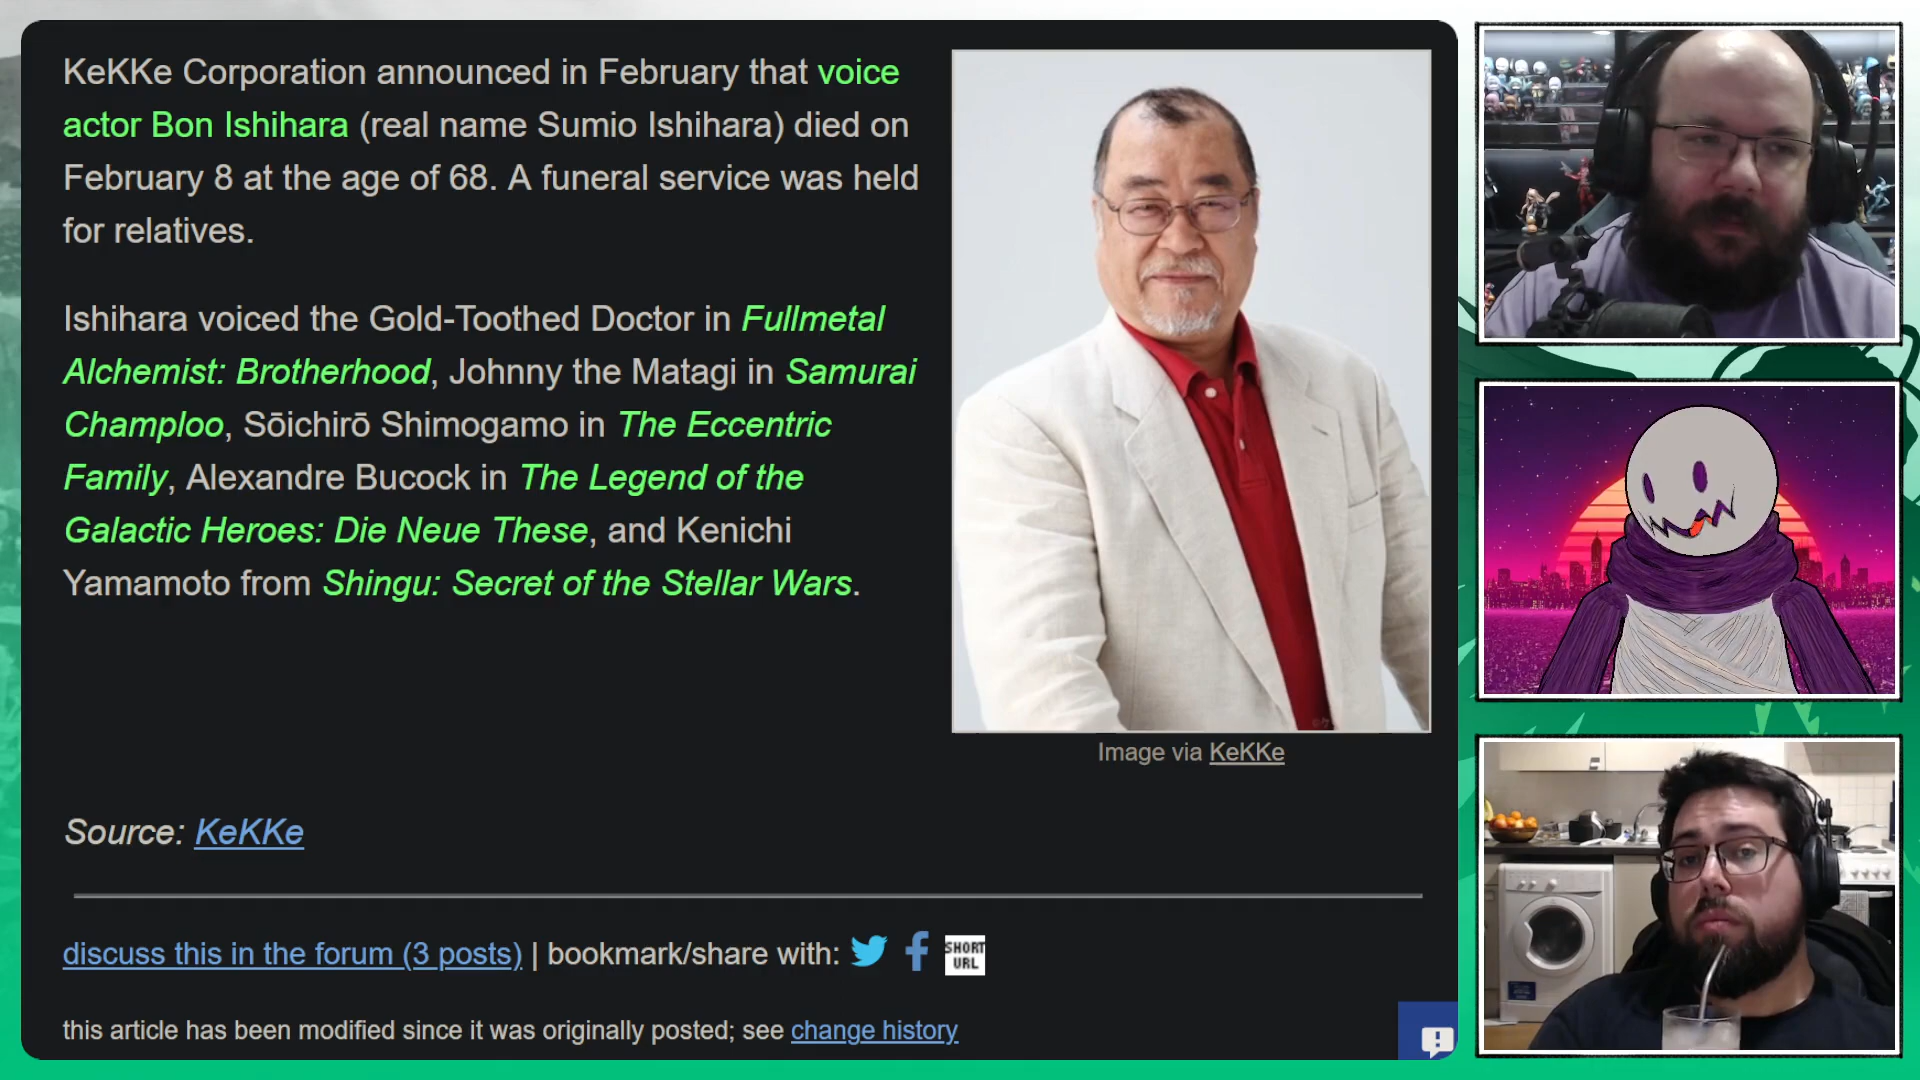 KeKKe Corporation announced in February that voice
actor Bon Ishihara (real name Sumio Ishihara) died on
February 8 at the age of 68. A funeral service was held
for relatives.
Ishihara voiced the Gold-Toothed Doctor in Fullmetal
Alchemist: Brotherhood, Johnny the Matagi in Samurai
Champloo, Sōichirō Shimogamo in The Eccentric
Family, Alexandre Bucock in The Legend of the
Galactic Heroes: Die Neue These, and Kenichi
Yamamoto from Shingu: Secret of the Stellar Wars.
Image via KeKKe
Source: KeKKe
discuss this in the forum (3 posts) | bookmark/share with:
SHORT
URL
this article has been modified since it was originally posted; see change history